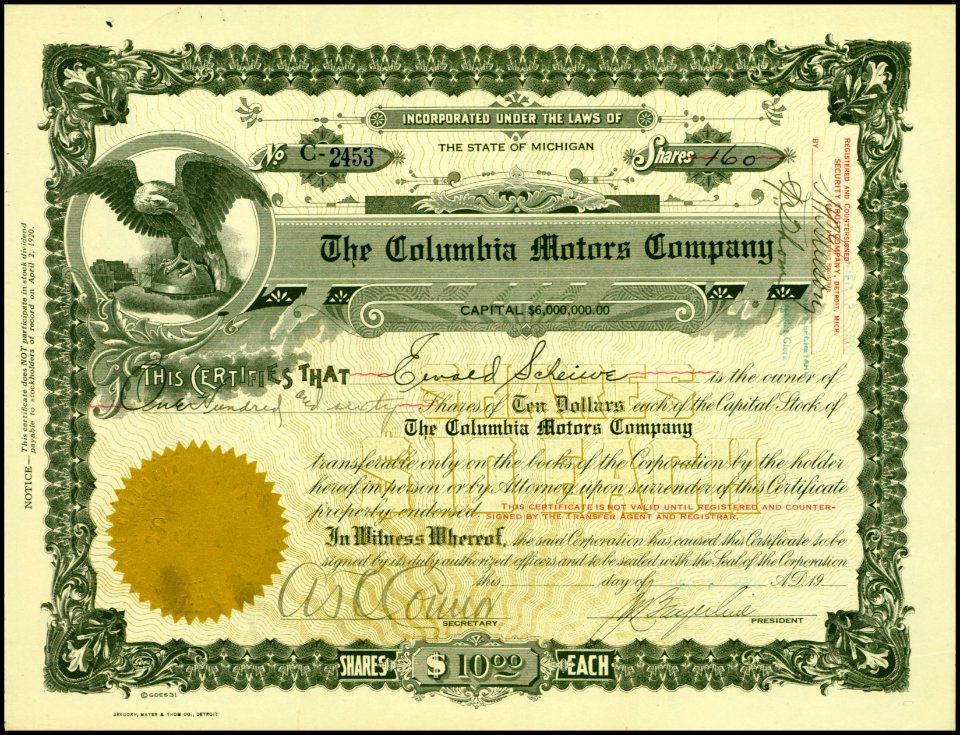 INCORPORATED UNDER THE LAWS OF
THE STATE OF MICHIGAN
No C-2453
Shares 160
The Columbia Motors Company
CAPITAL $6,000,000.00
THIS CERTIFIES THAT Ewald Scheiwe is the owner of
One Hundred and sixty Shares of Ten Dollars each of the Capital Stock of
The Columbia Motors Company
transferable only on the books of the Corporation by the holder
hereof in person or by Attorney upon surrender of this Certificate
properly endorsed. THIS CERTIFICATE IS NOT VALID UNTIL REGISTERED AND COUNTER-
SIGNED BY THE TRANSFER AGENT AND REGISTRAR.
In Witness Whereof, the said Corporation has caused this Certificate to be
signed by its duly authorized officers and to be sealed with the Seal of the Corporation
this day of A.D. 19
SECRETARY
PRESIDENT
SHARES $10.00 EACH
©GOES31
GREGORY, MAYER & THOM CO., DETROIT
NOTICE— This certificate does NOT participate in stock dividend
payable to stockholders of record on April 2, 1920.
REGISTERED AND COUNTERSIGNED
SECURITY TRUST COMPANY, DETROIT, MICH.
BY